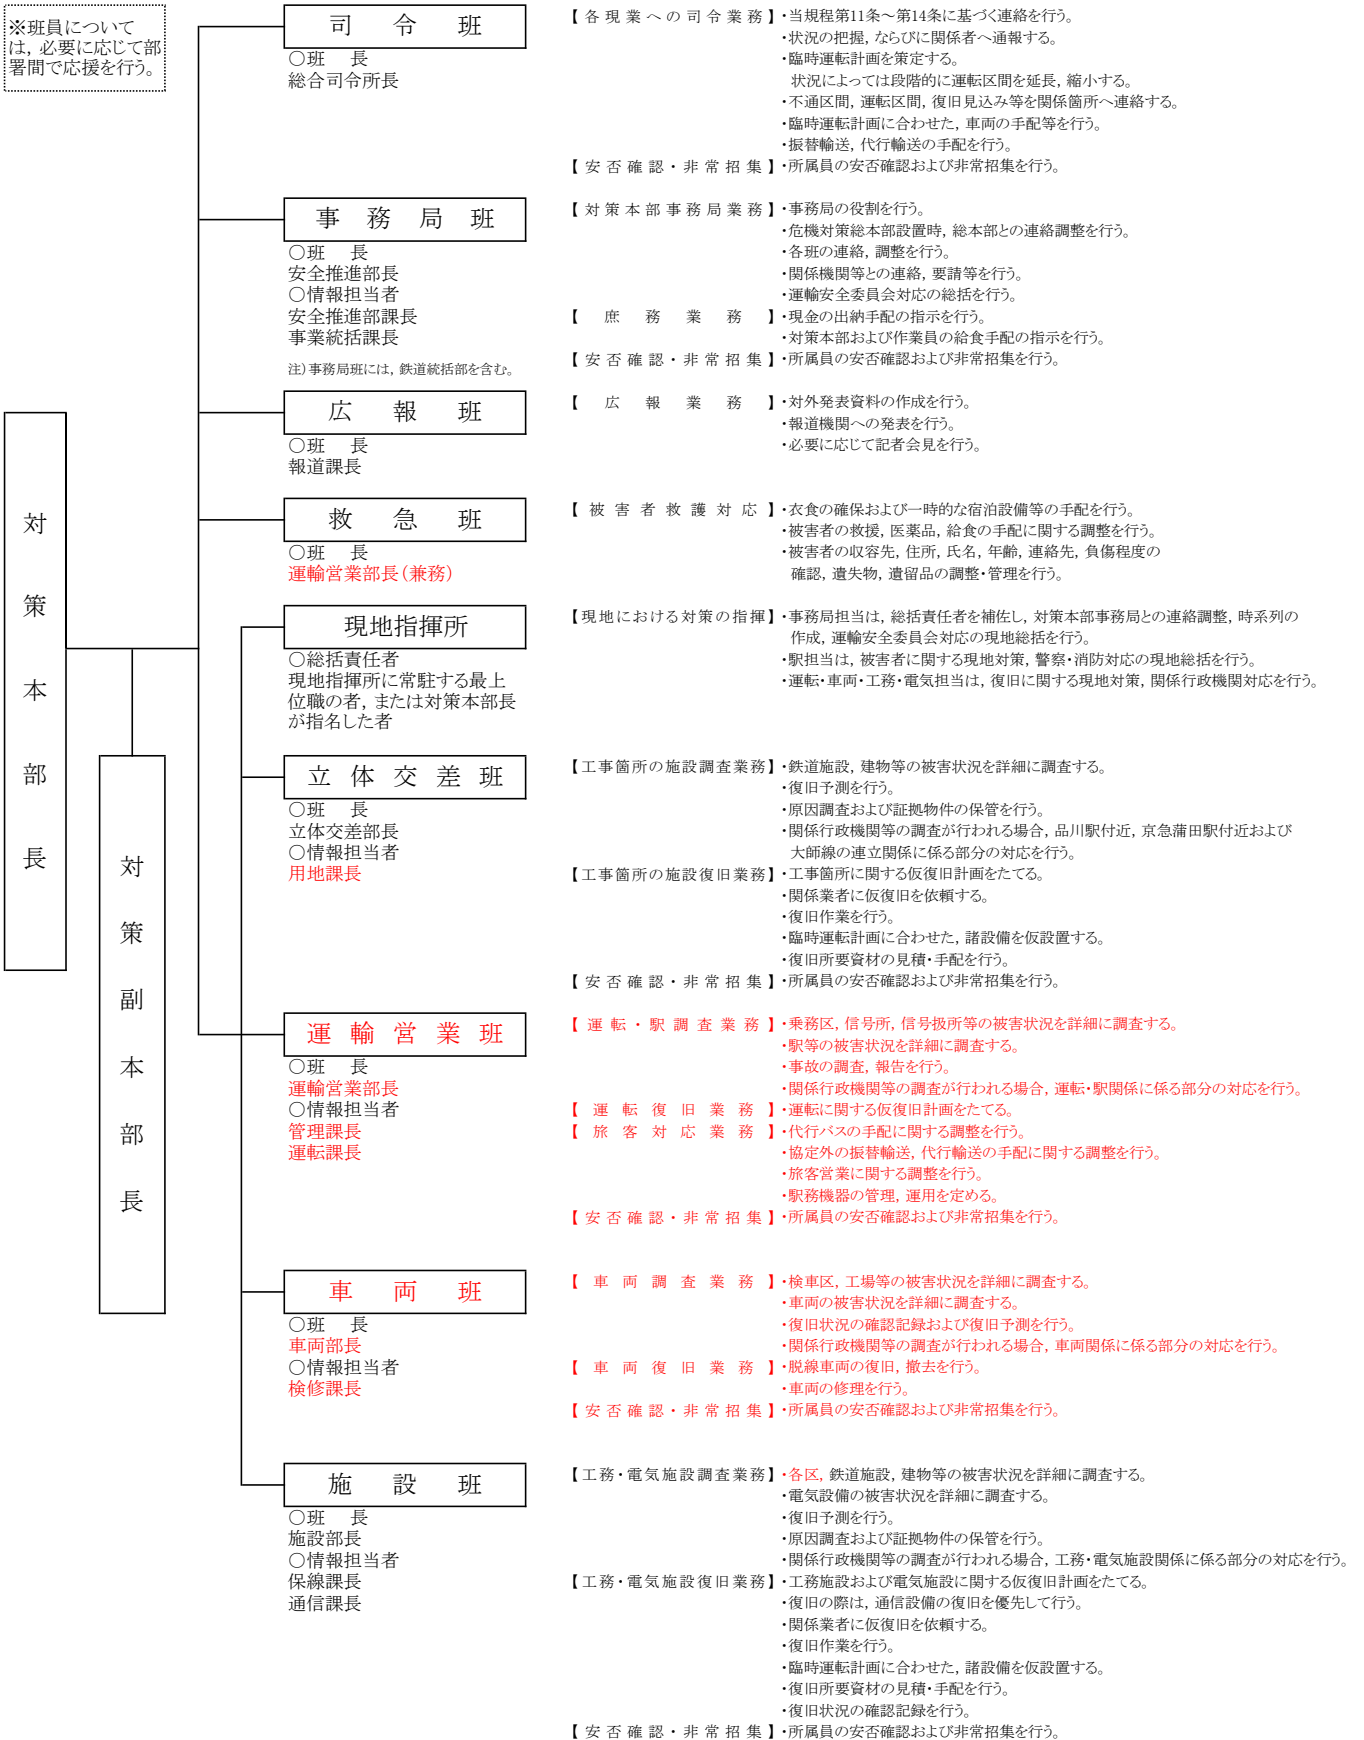 ※班員について
は，必要に応じて部
署間で応援を行う。
対策本部長
対策副本部長
司令班
○班　長
総合司令所長
【各現業への司令業務】・当規程第11条～第14条に基づく連絡を行う。
・状況の把握，ならびに関係者へ通報する。
・臨時運転計画を策定する。
状況によっては段階的に運転区間を延長，縮小する。
・不通区間，運転区間，復旧見込み等を関係箇所へ連絡する。
・臨時運転計画に合わせた，車両の手配等を行う。
・振替輸送，代行輸送の手配を行う。
【安否確認・非常招集】・所属員の安否確認および非常招集を行う。
事務局班
○班　長
安全推進部長
○情報担当者
安全推進部課長
事業統括課長
注）事務局班には，鉄道統括部を含む。
【対策本部事務局業務】・事務局の役割を行う。
・危機対策総本部設置時，総本部との連絡調整を行う。
・各班の連絡，調整を行う。
・関係機関等との連絡，要請等を行う。
・運輸安全委員会対応の総括を行う。
【庶務業務】・現金の出納手配の指示を行う。
・対策本部および作業員の給食手配の指示を行う。
【安否確認・非常招集】・所属員の安否確認および非常招集を行う。
広報班
○班　長
報道課長
【広報業務】・対外発表資料の作成を行う。
・報道機関への発表を行う。
・必要に応じて記者会見を行う。
救急班
○班　長
運輸営業部長（兼務）
【被害者救護対応】・衣食の確保および一時的な宿泊設備等の手配を行う。
・被害者の救援，医薬品，給食の手配に関する調整を行う。
・被害者の収容先，住所，氏名，年齢，連絡先，負傷程度の
確認，遺失物，遺留品の調整・管理を行う。
現地指揮所
○総括責任者
現地指揮所に常駐する最上
位職の者，または対策本部長
が指名した者
【現地における対策の指揮】・事務局担当は，総括責任者を補佐し，対策本部事務局との連絡調整，時系列の
作成，運輸安全委員会対応の現地総括を行う。
・駅担当は，被害者に関する現地対策，警察・消防対応の現地総括を行う。
・運転・車両・工務・電気担当は，復旧に関する現地対策，関係行政機関対応を行う。
立体交差班
○班　長
立体交差部長
○情報担当者
用地課長
【工事箇所の施設調査業務】・鉄道施設，建物等の被害状況を詳細に調査する。
・復旧予測を行う。
・原因調査および証拠物件の保管を行う。
・関係行政機関等の調査が行われる場合，品川駅付近，京急蒲田駅付近および
大師線の連立関係に係る部分の対応を行う。
【工事箇所の施設復旧業務】・工事箇所に関する仮復旧計画をたてる。
・関係業者に仮復旧を依頼する。
・復旧作業を行う。
・臨時運転計画に合わせた，諸設備を仮設置する。
・復旧所要資材の見積・手配を行う。
【安否確認・非常招集】・所属員の安否確認および非常招集を行う。
運輸営業班
○班　長
運輸営業部長
○情報担当者
管理課長
運転課長
【運転・駅調査業務】・乗務区，信号所，信号扱所等の被害状況を詳細に調査する。
・駅等の被害状況を詳細に調査する。
・事故の調査，報告を行う。
・関係行政機関等の調査が行われる場合，運転・駅関係に係る部分の対応を行う。
【運転復旧業務】・運転に関する仮復旧計画をたてる。
【旅客対応業務】・代行バスの手配に関する調整を行う。
・協定外の振替輸送，代行輸送の手配に関する調整を行う。
・旅客営業に関する調整を行う。
・駅務機器の管理，運用を定める。
【安否確認・非常招集】・所属員の安否確認および非常招集を行う。
車両班
○班　長
車両部長
○情報担当者
検修課長
【車両調査業務】・検車区，工場等の被害状況を詳細に調査する。
・車両の被害状況を詳細に調査する。
・復旧状況の確認記録および復旧予測を行う。
・関係行政機関等の調査が行われる場合，車両関係に係る部分の対応を行う。
【車両復旧業務】・脱線車両の復旧，撤去を行う。
・車両の修理を行う。
【安否確認・非常招集】・所属員の安否確認および非常招集を行う。
施設班
○班　長
施設部長
○情報担当者
保線課長
通信課長
【工務・電気施設調査業務】・各区，鉄道施設，建物等の被害状況を詳細に調査する。
・電気設備の被害状況を詳細に調査する。
・復旧予測を行う。
・原因調査および証拠物件の保管を行う。
・関係行政機関等の調査が行われる場合，工務・電気施設関係に係る部分の対応を行う。
【工務・電気施設復旧業務】・工務施設および電気施設に関する仮復旧計画をたてる。
・復旧の際は，通信設備の復旧を優先して行う。
・関係業者に仮復旧を依頼する。
・復旧作業を行う。
・臨時運転計画に合わせた，諸設備を仮設置する。
・復旧所要資材の見積・手配を行う。
・復旧状況の確認記録を行う。
【安否確認・非常招集】・所属員の安否確認および非常招集を行う。